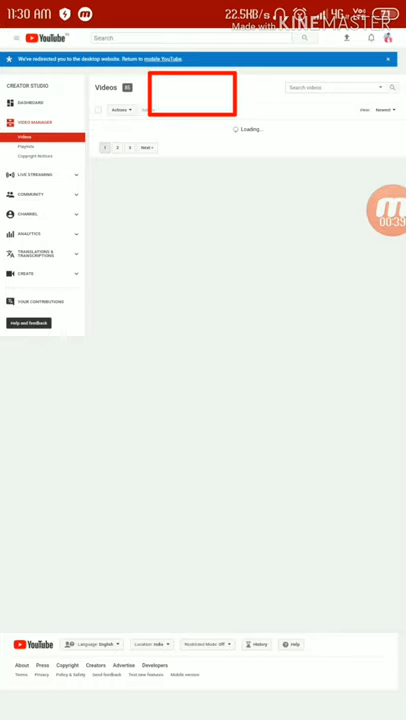 11:30 AM
22.5KB/s
4G
71
Made with KINEMASTER
YouTube
Search
We've redirected you to the desktop website. Return to mobile YouTube.
CREATOR STUDIO
DASHBOARD
VIDEO MANAGER
Videos
Playlists
Copyright Notices
LIVE STREAMING
COMMUNITY
CHANNEL
ANALYTICS
TRANSLATIONS &
TRANSCRIPTIONS
CREATE
YOUR CONTRIBUTIONS
Help and feedback
Videos
Search videos
Actions
View:
Newest
Loading...
1 2 3 Next »
00:39
YouTube
Language: English
Location: India
Restricted Mode: Off
History
Help
About Press Copyright Creators Advertise Developers
Terms Privacy Policy & Safety Send feedback Test new features Mobile version